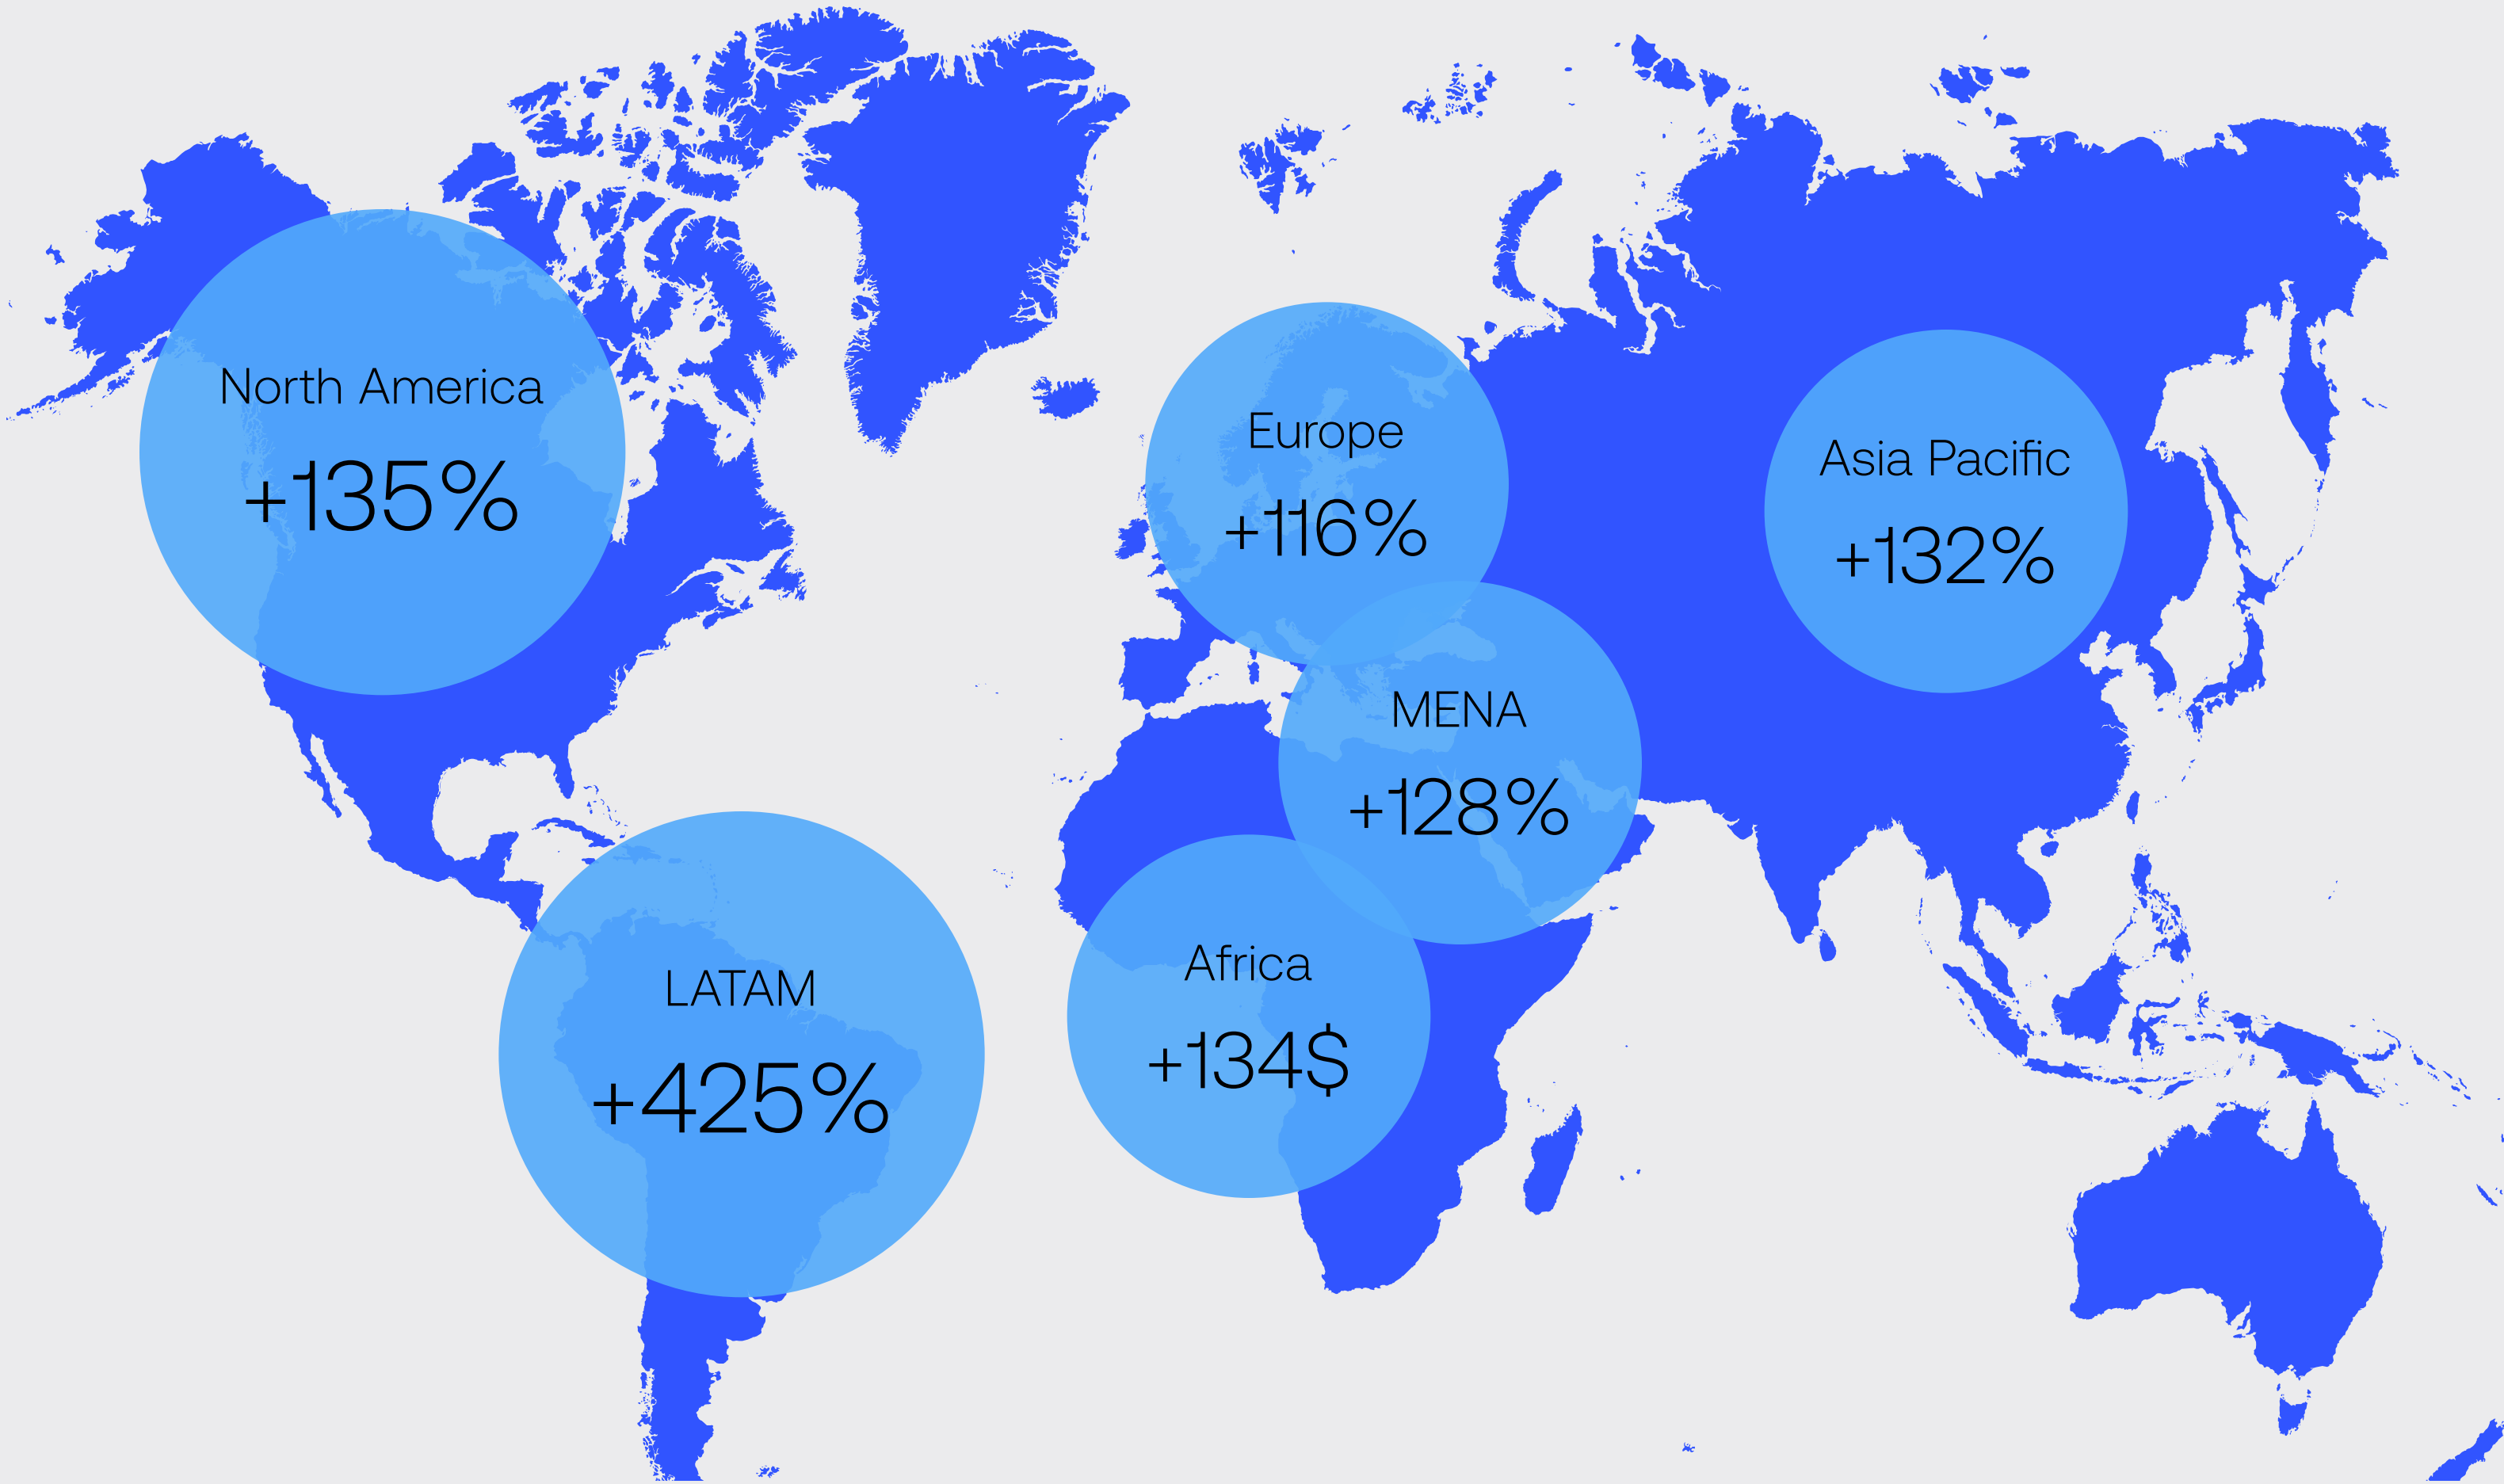 North America
+135%
Europe
+116%
Asia Pacific
+132%
MENA
+128%
LATAM
+425%
Africa
+134$